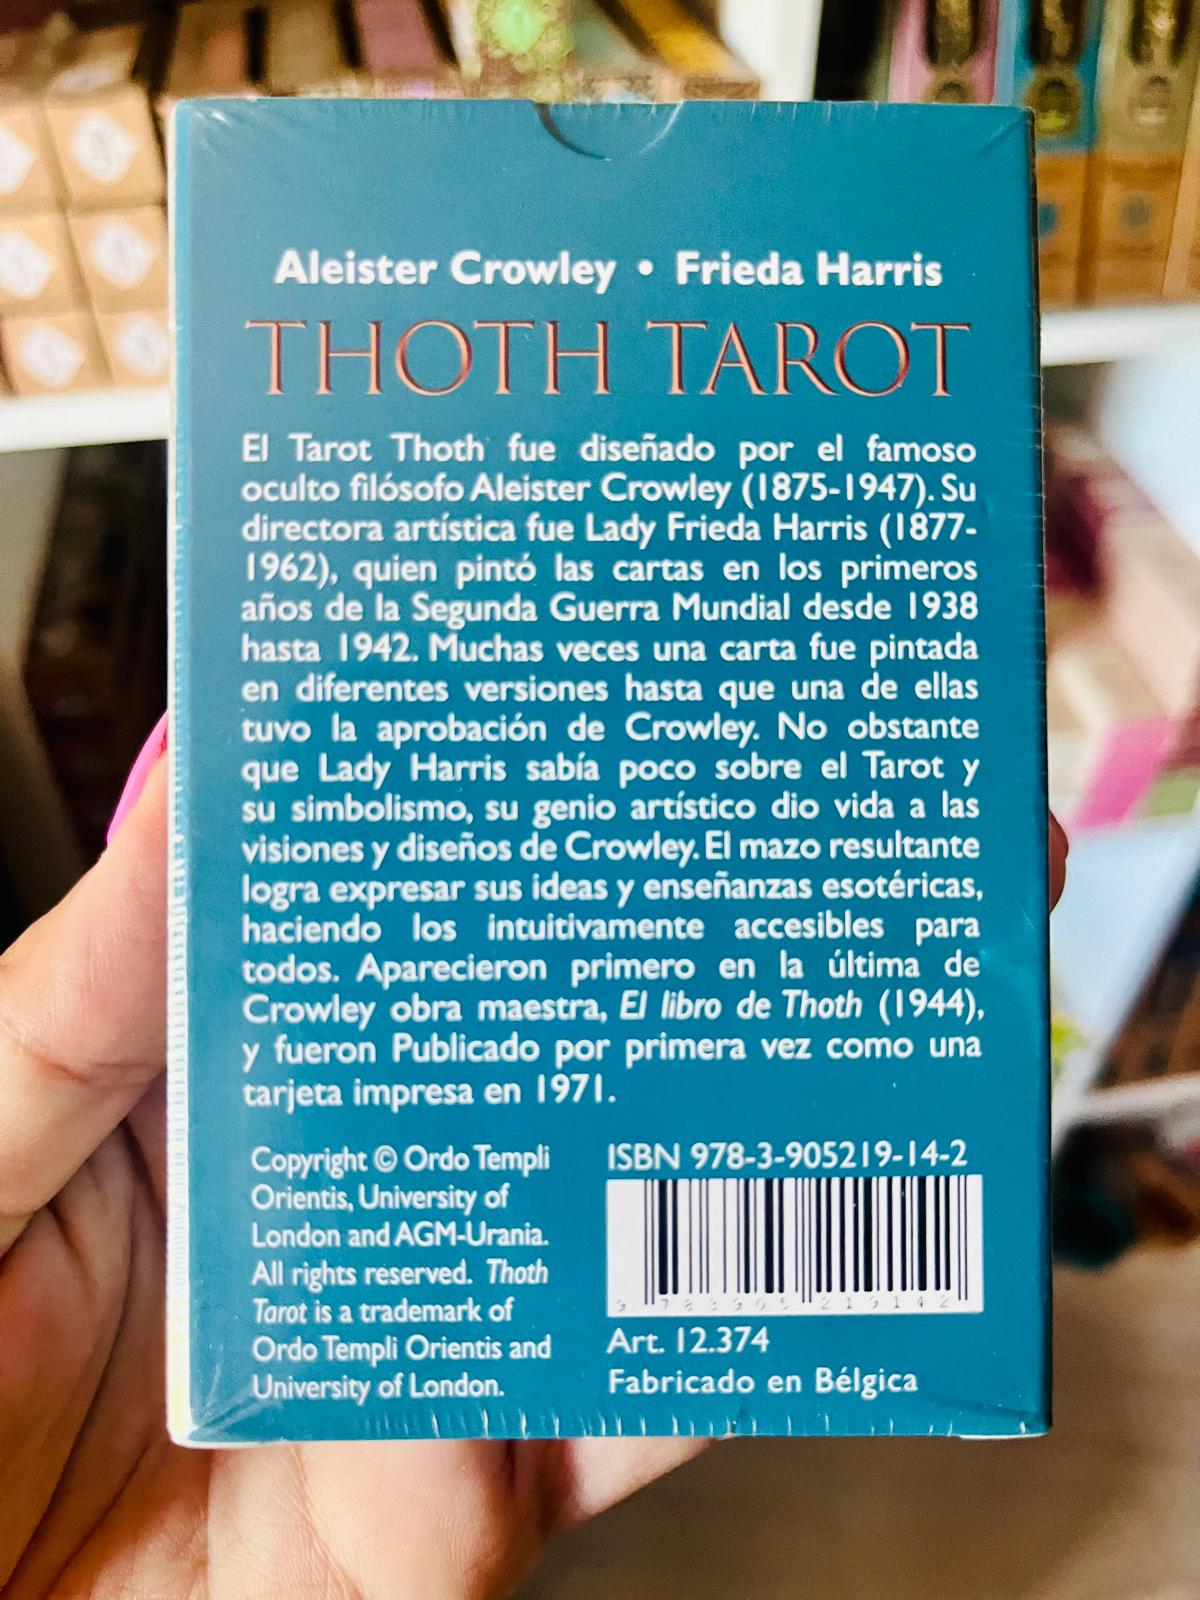 Aleister Crowley • Frieda Harris
THOTH TAROT
El Tarot Thoth fue diseñado por el famoso
oculto filósofo Aleister Crowley (1875-1947). Su
directora artística fue Lady Frieda Harris (1877-
1962), quien pintó las cartas en los primeros
años de la Segunda Guerra Mundial desde 1938
hasta 1942. Muchas veces una carta fue pintada
en diferentes versiones hasta que una de ellas
tuvo la aprobación de Crowley. No obstante
que Lady Harris sabía poco sobre el Tarot y
su simbolismo, su genio artístico dio vida a las
visiones y diseños de Crowley. El mazo resultante
logra expresar sus ideas y enseñanzas esotéricas,
haciendo los intuitivamente accesibles para
todos. Aparecieron primero en la última de
Crowley obra maestra, El libro de Thoth (1944),
y fueron Publicado por primera vez como una
tarjeta impresa en 1971.
Copyright © Ordo Templi
Orientis, University of
London and AGM-Urania.
All rights reserved. Thoth
Tarot is a trademark of
Ordo Templi Orientis and
University of London.
ISBN 978-3-905219-14-2
9 783905 219142
Art. 12.374
Fabricado en Bélgica